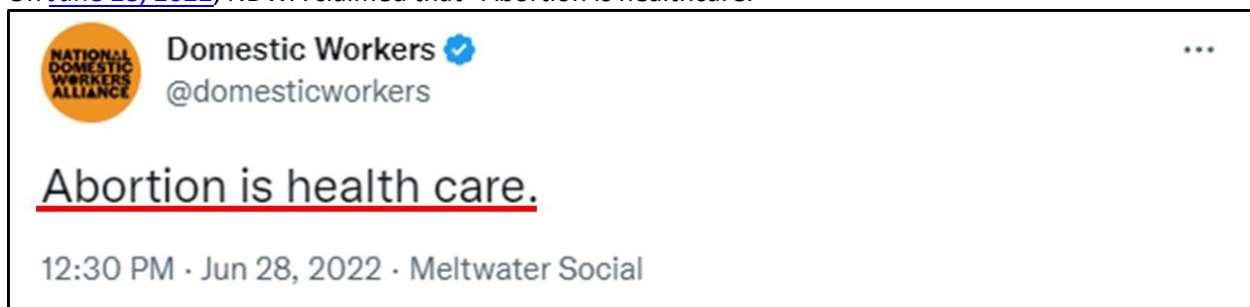 On June 28, 2022, NDWA claimed that "Abortion is healthcare."
NATIONAL
DOMESTIC
WORKERS
ALLIANCE
Domestic Workers
@domesticworkers
Abortion is health care.
12:30 PM · Jun 28, 2022 · Meltwater Social